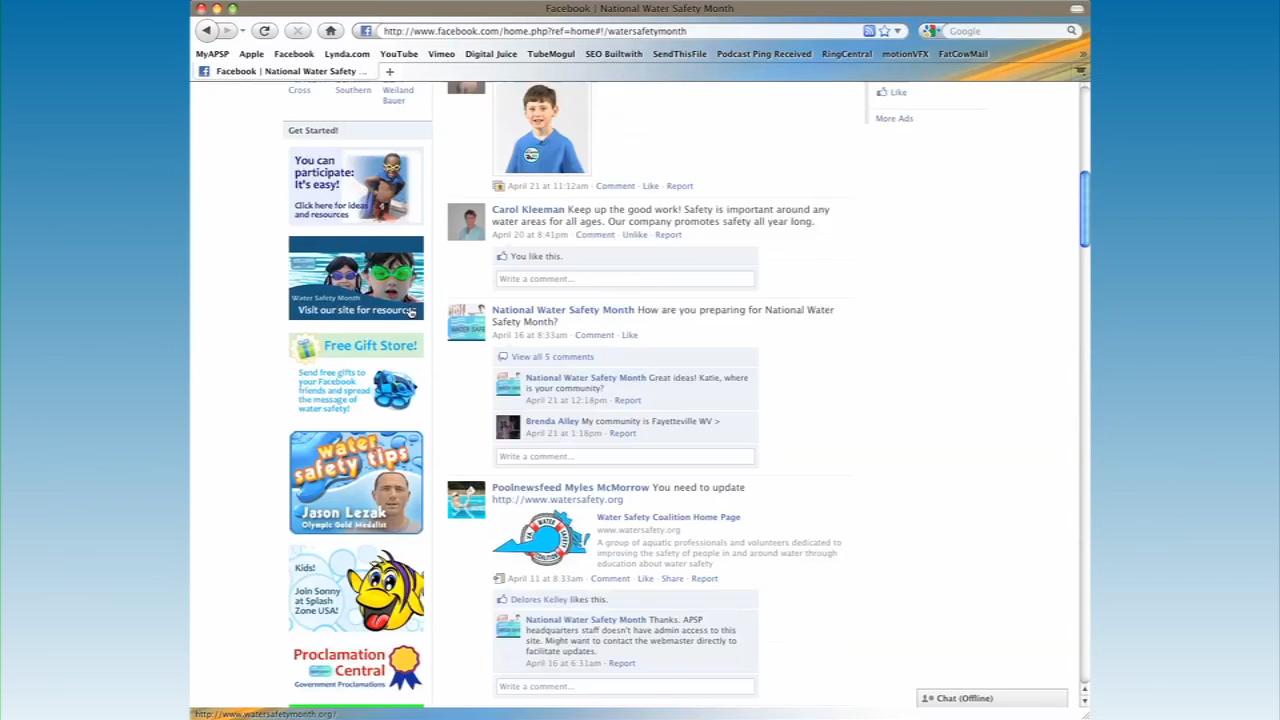 Facebook | National Water Safety Month
http://www.facebook.com/home.php?ref=home#!/watersafetymonth
Google
MyAPSP Apple Facebook Lynda.com YouTube Vimeo Digital Juice TubeMogul SEO Builtwith SendThisFile Podcast Ping Received RingCentral motionVFX FatCowMail »
Facebook | National Water Safety ... +
Cross Southern Weiland
Bauer
Get Started!
You can
participate:
It's easy!
Click here for ideas
and resources
Water Safety Month
Visit our site for resources
Free Gift Store!
Send free gifts to
your Facebook
friends and spread
the message of
water safety!
water
safety tips
Jason Lezak
Olympic Gold Medalist
Kids!
Join Sonny
at Splash
Zone USA!
Proclamation
Central
Government Proclamations
April 21 at 11:12am · Comment · Like · Report
Carol Kleeman Keep up the good work! Safety is important around any
water areas for all ages. Our company promotes safety all year long.
April 20 at 8:41pm · Comment · Unlike · Report
You like this.
Write a comment...
National Water Safety Month How are you preparing for National Water
Safety Month?
April 16 at 8:33am · Comment · Like
View all 5 comments
National Water Safety Month Great ideas! Katie, where
is your community?
April 21 at 12:18pm · Report
Brenda Alley My community is Fayetteville WV >
April 21 at 1:18pm · Report
Write a comment...
Poolnewsfeed Myles McMorrow You need to update
http://www.watersafety.org
Water Safety Coalition Home Page
www.watersafety.org
A group of aquatic professionals and volunteers dedicated to
improving the safety of people in and around water through
education about water safety
April 11 at 8:33am · Comment · Like · Share · Report
Delores Kelley likes this.
National Water Safety Month Thanks. APSP
headquarters staff doesn't have admin access to this
site. Might want to contact the webmaster directly to
facilitate updates.
April 16 at 6:31am · Report
Write a comment...
Like
More Ads
Chat (Offline)
http://www.watersafetymonth.org/